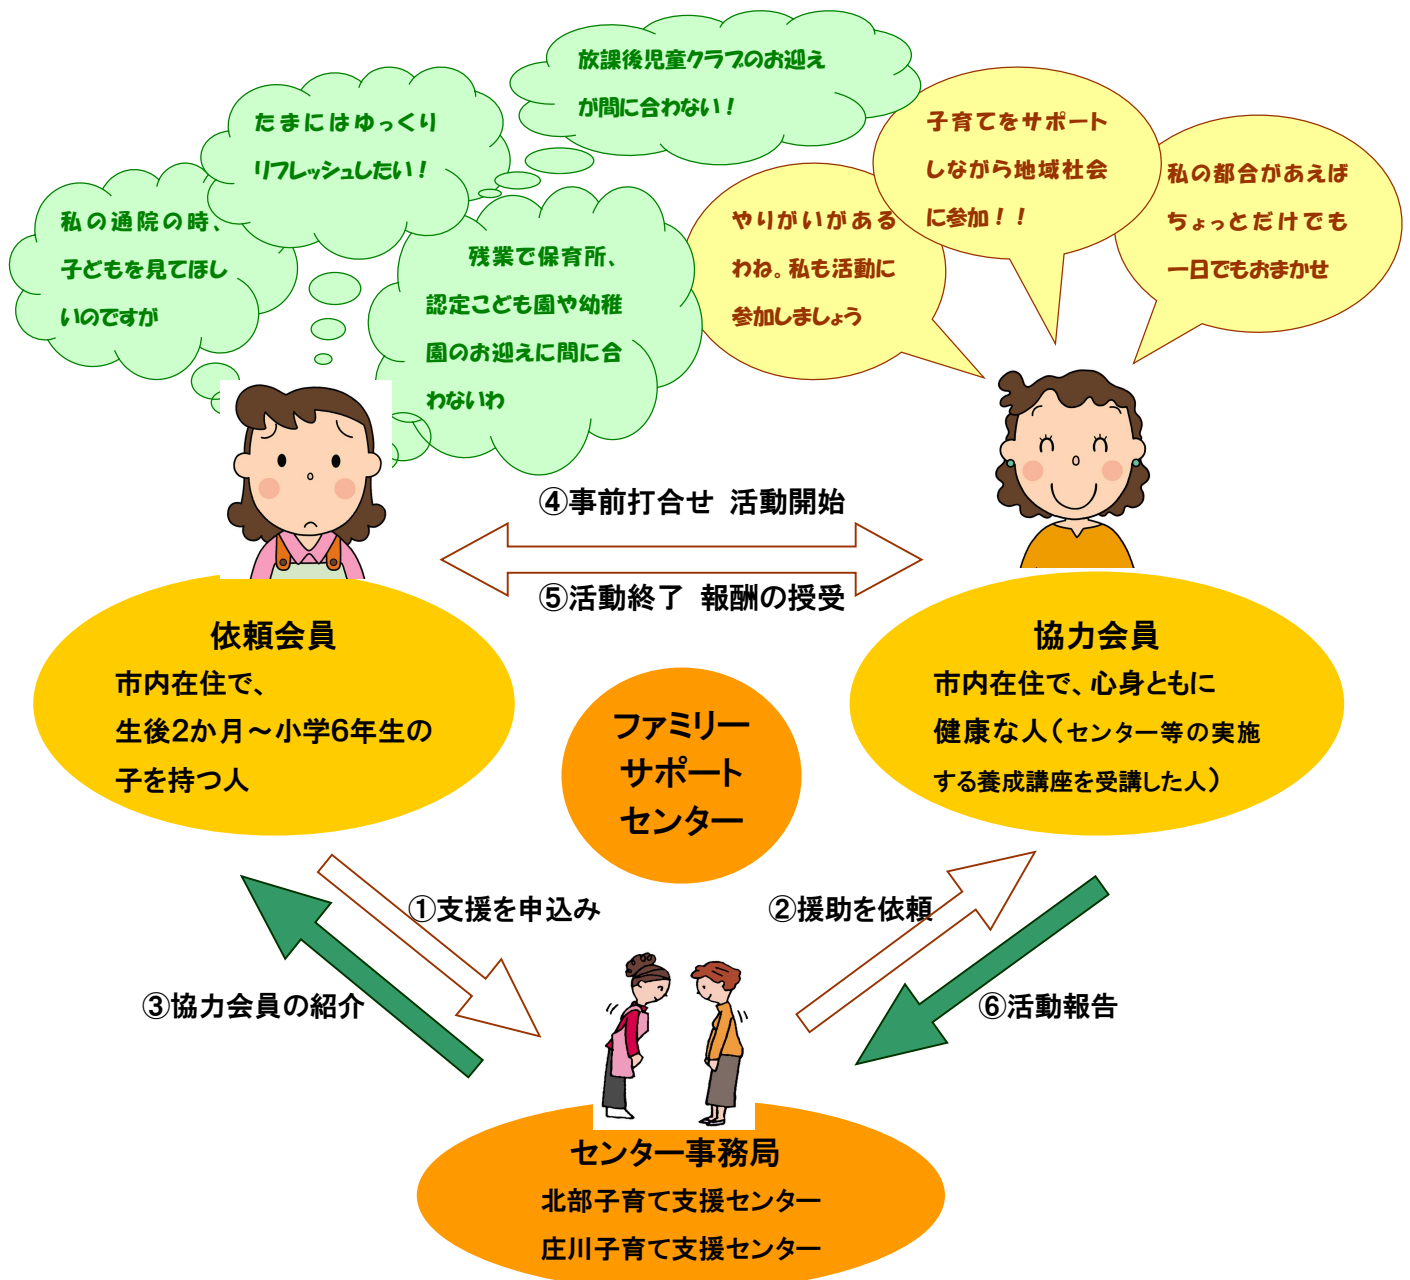 放課後児童クラブのお迎え
が間に合わない！
たまにはゆっくり
リフレッシュしたい！
私の通院の時、
子どもを見てほし
いのですが
残業で保育所、
認定こども園や幼稚
園のお迎えに間に合
わないわ
やりがいがある
わね。私も活動に
参加しましょう
子育てをサポート
しながら地域社会
に参加！！
私の都合があえば
ちょっとだけでも
一日でもおまかせ
④事前打合せ 活動開始
⑤活動終了 報酬の授受
依頼会員
市内在住で、
生後2か月～小学6年生の
子を持つ人
ファミリー
サポート
センター
協力会員
市内在住で、心身ともに
健康な人（センター等の実施
する養成講座を受講した人）
①支援を申込み
②援助を依頼
③協力会員の紹介
⑥活動報告
センター事務局
北部子育て支援センター
庄川子育て支援センター